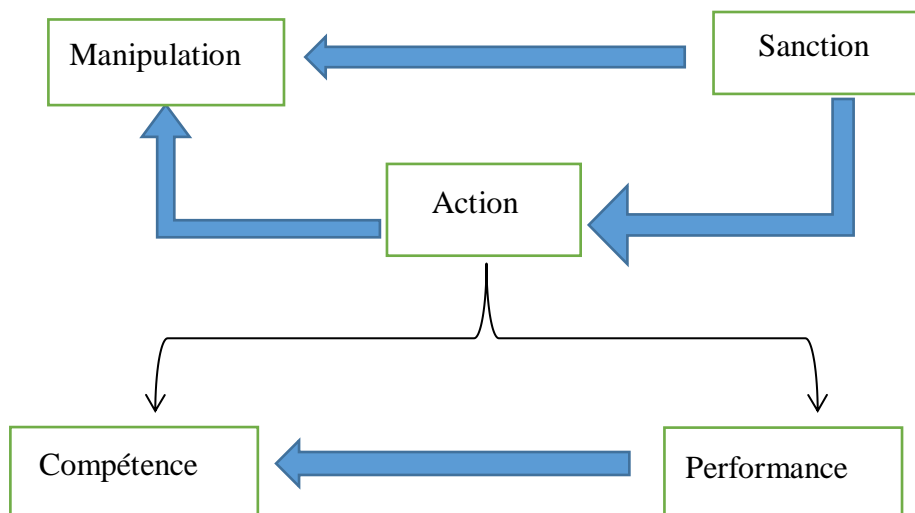 Manipulation
Sanction
Action
Compétence
Performance